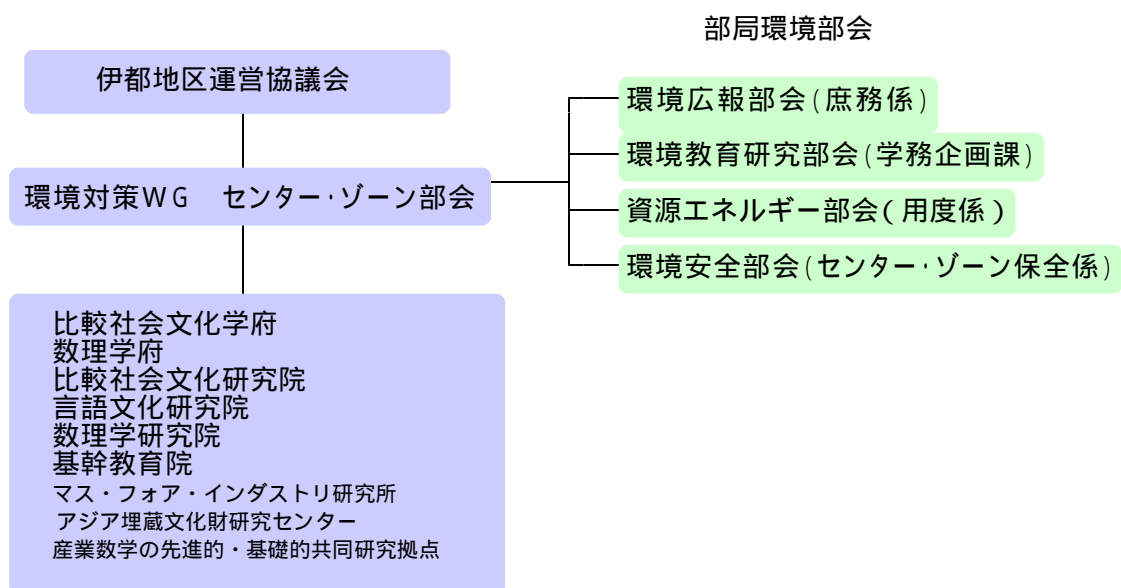 部局環境部会
伊都地区運営協議会
環境対策WG　センター・ゾーン部会
環境広報部会(庶務係)
環境教育研究部会(学務企画課)
資源エネルギー部会(用度係)
環境安全部会(センター・ゾーン保全係)
比較社会文化学府
数理学府
比較社会文化研究院
言語文化研究院
数理学研究院
基幹教育院
マス・フォア・インダストリ研究所
アジア埋蔵文化財研究センター
産業数学の先進的・基礎的共同研究拠点